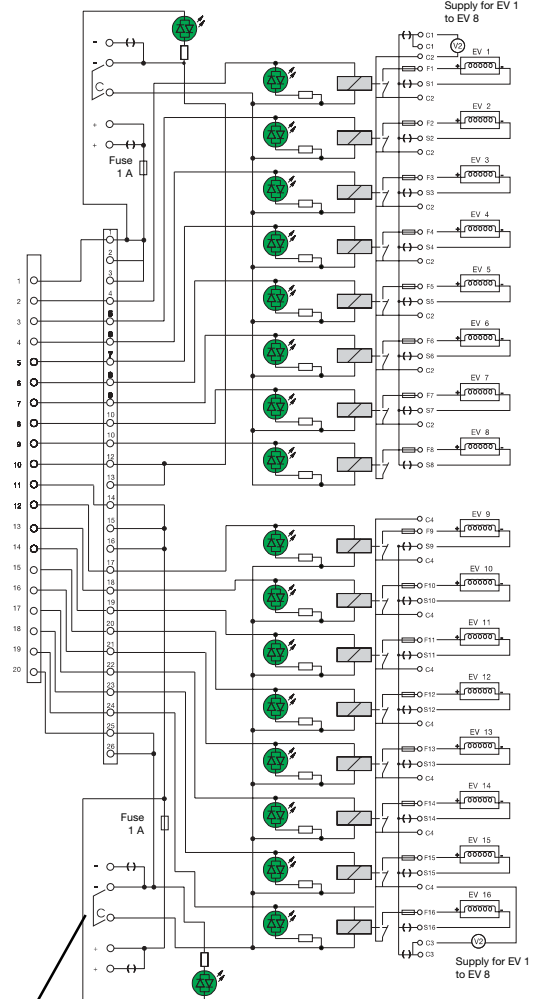 Supply for EV 1
to EV 8
-
-
C
+
+
Fuse
1 A
C1
C1
V2
C2
EV 1
F1
+
-
S1
C2
EV 2
F2
+
-
S2
C2
EV 3
F3
+
-
S3
C2
EV 4
F4
+
-
S4
C2
EV 5
F5
+
-
S5
C2
EV 6
F6
+
-
S6
C2
EV 7
F7
+
-
S7
C2
EV 8
F8
+
-
S8
1
2
3
4
5
6
7
8
9
10
11
12
13
14
15
16
17
18
19
20
1
2
3
4
5
6
7
8
9
10
10
12
13
14
15
16
17
18
19
20
21
22
23
24
25
26
C4
EV 9
F9
+
-
S9
C4
EV 10
F10
+
-
S10
C4
EV 11
F11
+
-
S11
C4
EV 12
F12
+
-
S12
C4
EV 13
F13
+
-
S13
C4
EV 14
F14
+
-
S14
C4
EV 15
F15
+
-
S15
C4
EV 16
F16
+
-
S16
C3
V2
C3
Supply for EV 1
to EV 8
Fuse
1 A
-
-
C
+
+